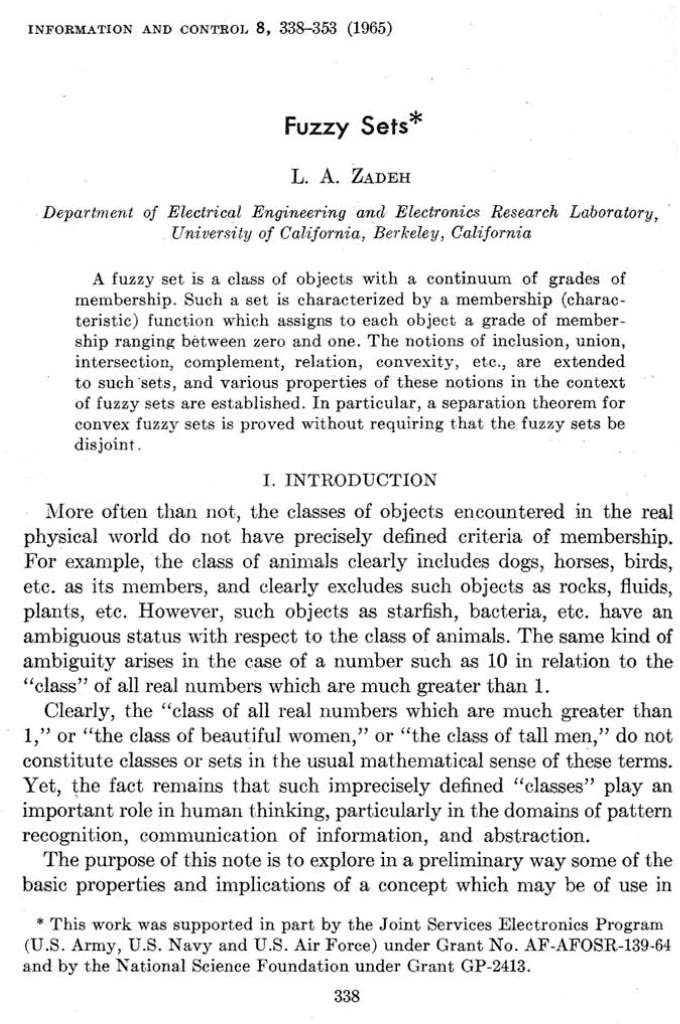 INFORMATION AND CONTROL 8, 338–353 (1965)
Fuzzy Sets*
L. A. ZADEH
Department of Electrical Engineering and Electronics Research Laboratory,
University of California, Berkeley, California
A fuzzy set is a class of objects with a continuum of grades of
membership. Such a set is characterized by a membership (charac-
teristic) function which assigns to each object a grade of member-
ship ranging between zero and one. The notions of inclusion, union,
intersection, complement, relation, convexity, etc., are extended
to such sets, and various properties of these notions in the context
of fuzzy sets are established. In particular, a separation theorem for
convex fuzzy sets is proved without requiring that the fuzzy sets be
disjoint.
I. INTRODUCTION
More often than not, the classes of objects encountered in the real
physical world do not have precisely defined criteria of membership.
For example, the class of animals clearly includes dogs, horses, birds,
etc. as its members, and clearly excludes such objects as rocks, fluids,
plants, etc. However, such objects as starfish, bacteria, etc. have an
ambiguous status with respect to the class of animals. The same kind of
ambiguity arises in the case of a number such as 10 in relation to the
“class” of all real numbers which are much greater than 1.
Clearly, the “class of all real numbers which are much greater than
1,” or “the class of beautiful women,” or “the class of tall men,” do not
constitute classes or sets in the usual mathematical sense of these terms.
Yet, the fact remains that such imprecisely defined “classes” play an
important role in human thinking, particularly in the domains of pattern
recognition, communication of information, and abstraction.
The purpose of this note is to explore in a preliminary way some of the
basic properties and implications of a concept which may be of use in
* This work was supported in part by the Joint Services Electronics Program
(U.S. Army, U.S. Navy and U.S. Air Force) under Grant No. AF-AFOSR-139-64
and by the National Science Foundation under Grant GP-2413.
338